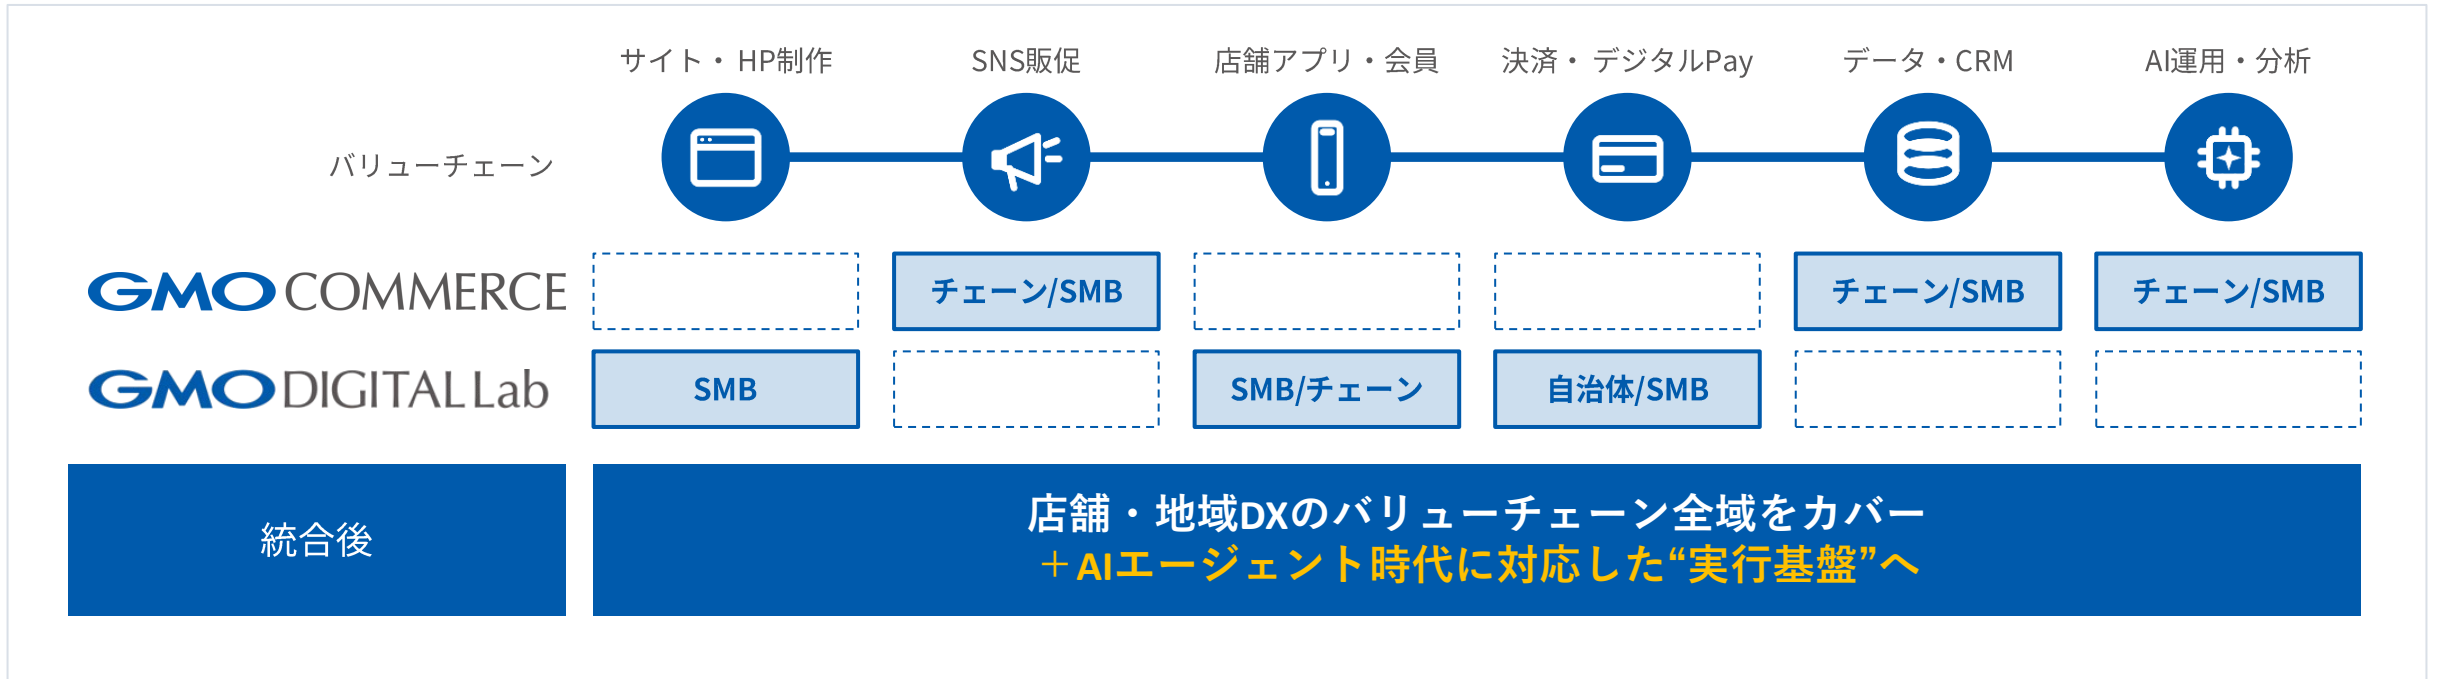 サイト・ HP制作
SNS販促
店舗アプリ・会員
決済・ デジタルPay
データ・CRM
AI運用・分析
バリューチェーン
GMO COMMERCE
チェーン/SMB
チェーン/SMB
チェーン/SMB
GMO DIGITAL Lab
SMB
SMB/チェーン
自治体/SMB
統合後
店舗・地域DXのバリューチェーン全域をカバー
＋AIエージェント時代に対応した“実行基盤”へ